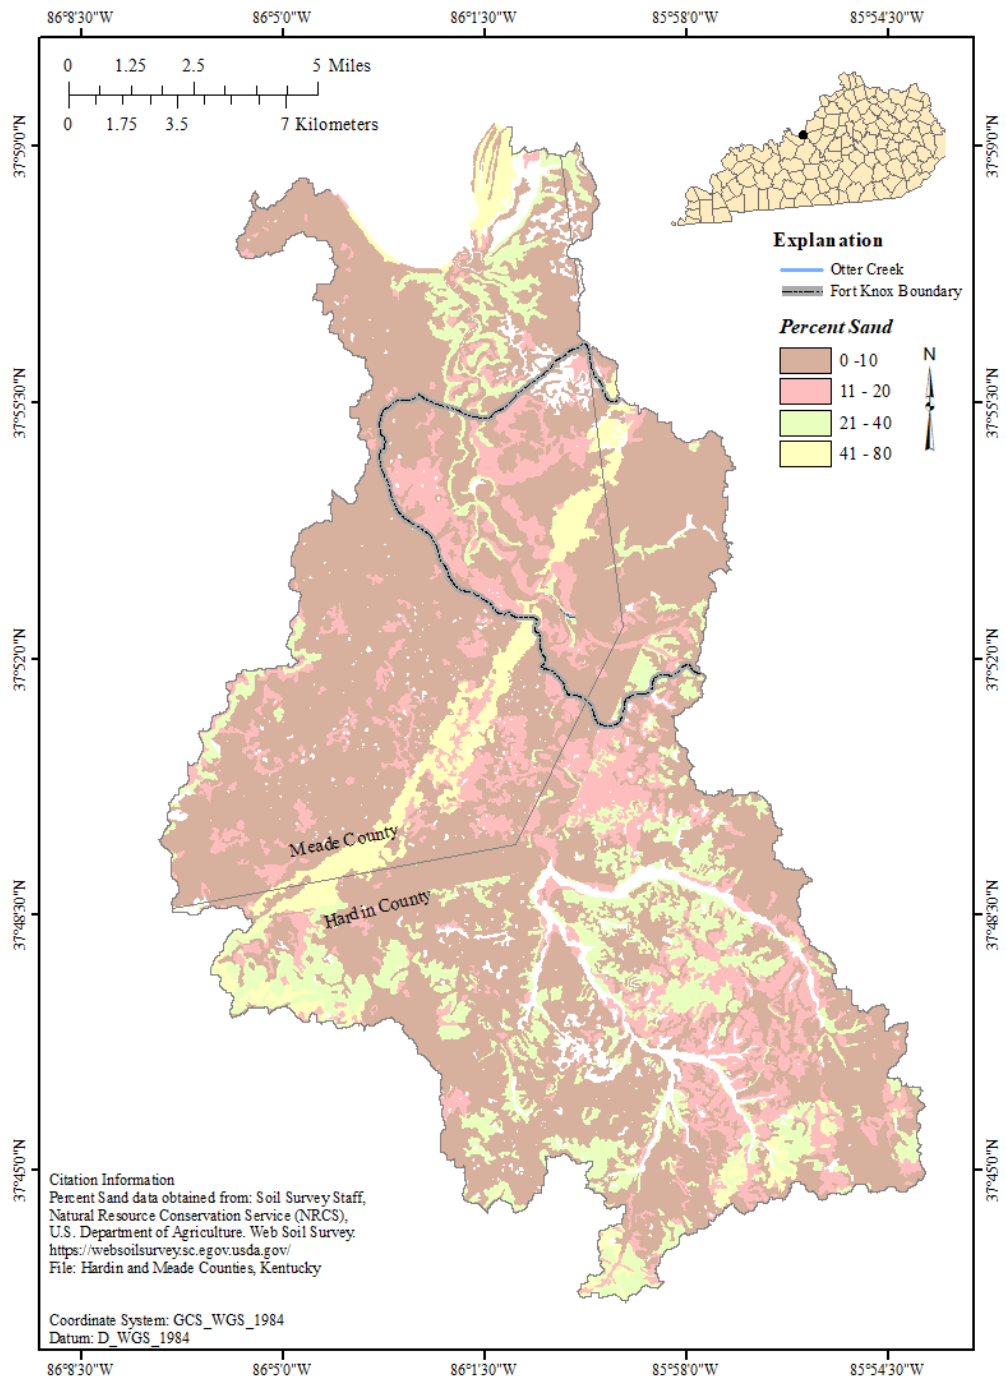 86°8'30"W 86°5'0"W 86°1'30"W 85°58'0"W 85°54'30"W
0 1.25 2.5 5 Miles
0 1.75 3.5 7 Kilometers
37°59'0"N
37°59'0"N
Explanation
Otter Creek
Fort Knox Boundary
Percent Sand
0 -10
N
11 - 20
21 - 40
41 - 80
37°55'30"N
37°55'30"N
37°52'0"N
37°52'0"N
Meade County
Hardin County
37°48'30"N
37°48'30"N
37°45'0"N
37°45'0"N
Citation Information
Percent Sand data obtained from: Soil Survey Staff,
Natural Resource Conservation Service (NRCS),
U.S. Department of Agriculture. Web Soil Survey.
https://websoilsurvey.sc.egov.usda.gov/
File: Hardin and Meade Counties, Kentucky
Coordinate System: GCS_WGS_1984
Datum: D_WGS_1984
86°8'30"W 86°5'0"W 86°1'30"W 85°58'0"W 85°54'30"W